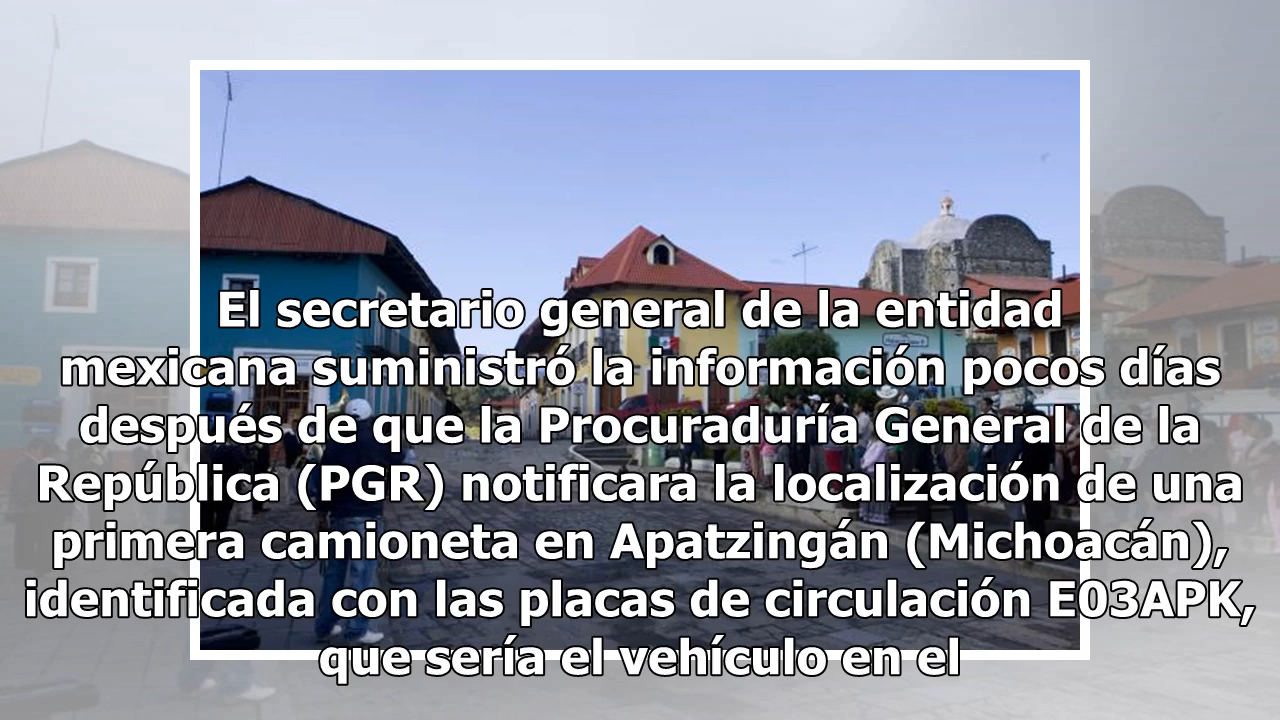 El secretario general de la entidad
mexicana suministró la información pocos días
después de que la Procuraduría General de la
República (PGR) notificara la localización de una
primera camioneta en Apatzingán (Michoacán),
identificada con las placas de circulación E03APK,
que sería el vehículo en el